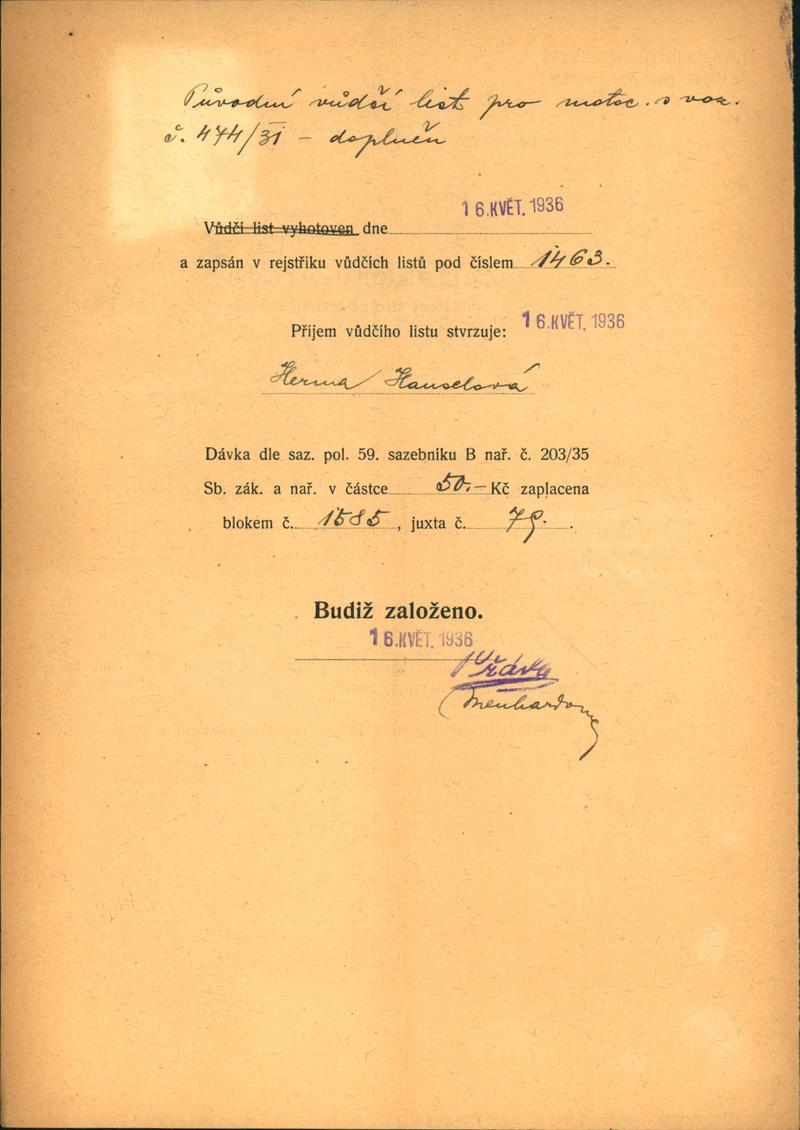 Původní vůdčí list pro motoc. s voz.
č. 474/XI – doplněn
16. KVĚT. 1936
Vůdčí list vyhotoven dne
a zapsán v rejstříku vůdčích listů pod číslem 1463.
16. KVĚT. 1936
Příjem vůdčího listu stvrzuje:
Herma Hanselová
Dávka dle saz. pol. 59. sazebníku B nař. č. 203/35
Sb. zák. a nař. v částce 50.– Kč zaplacena
blokem č. 1585, juxta č. 79.
Budiž založeno.
16. KVĚT. 1936